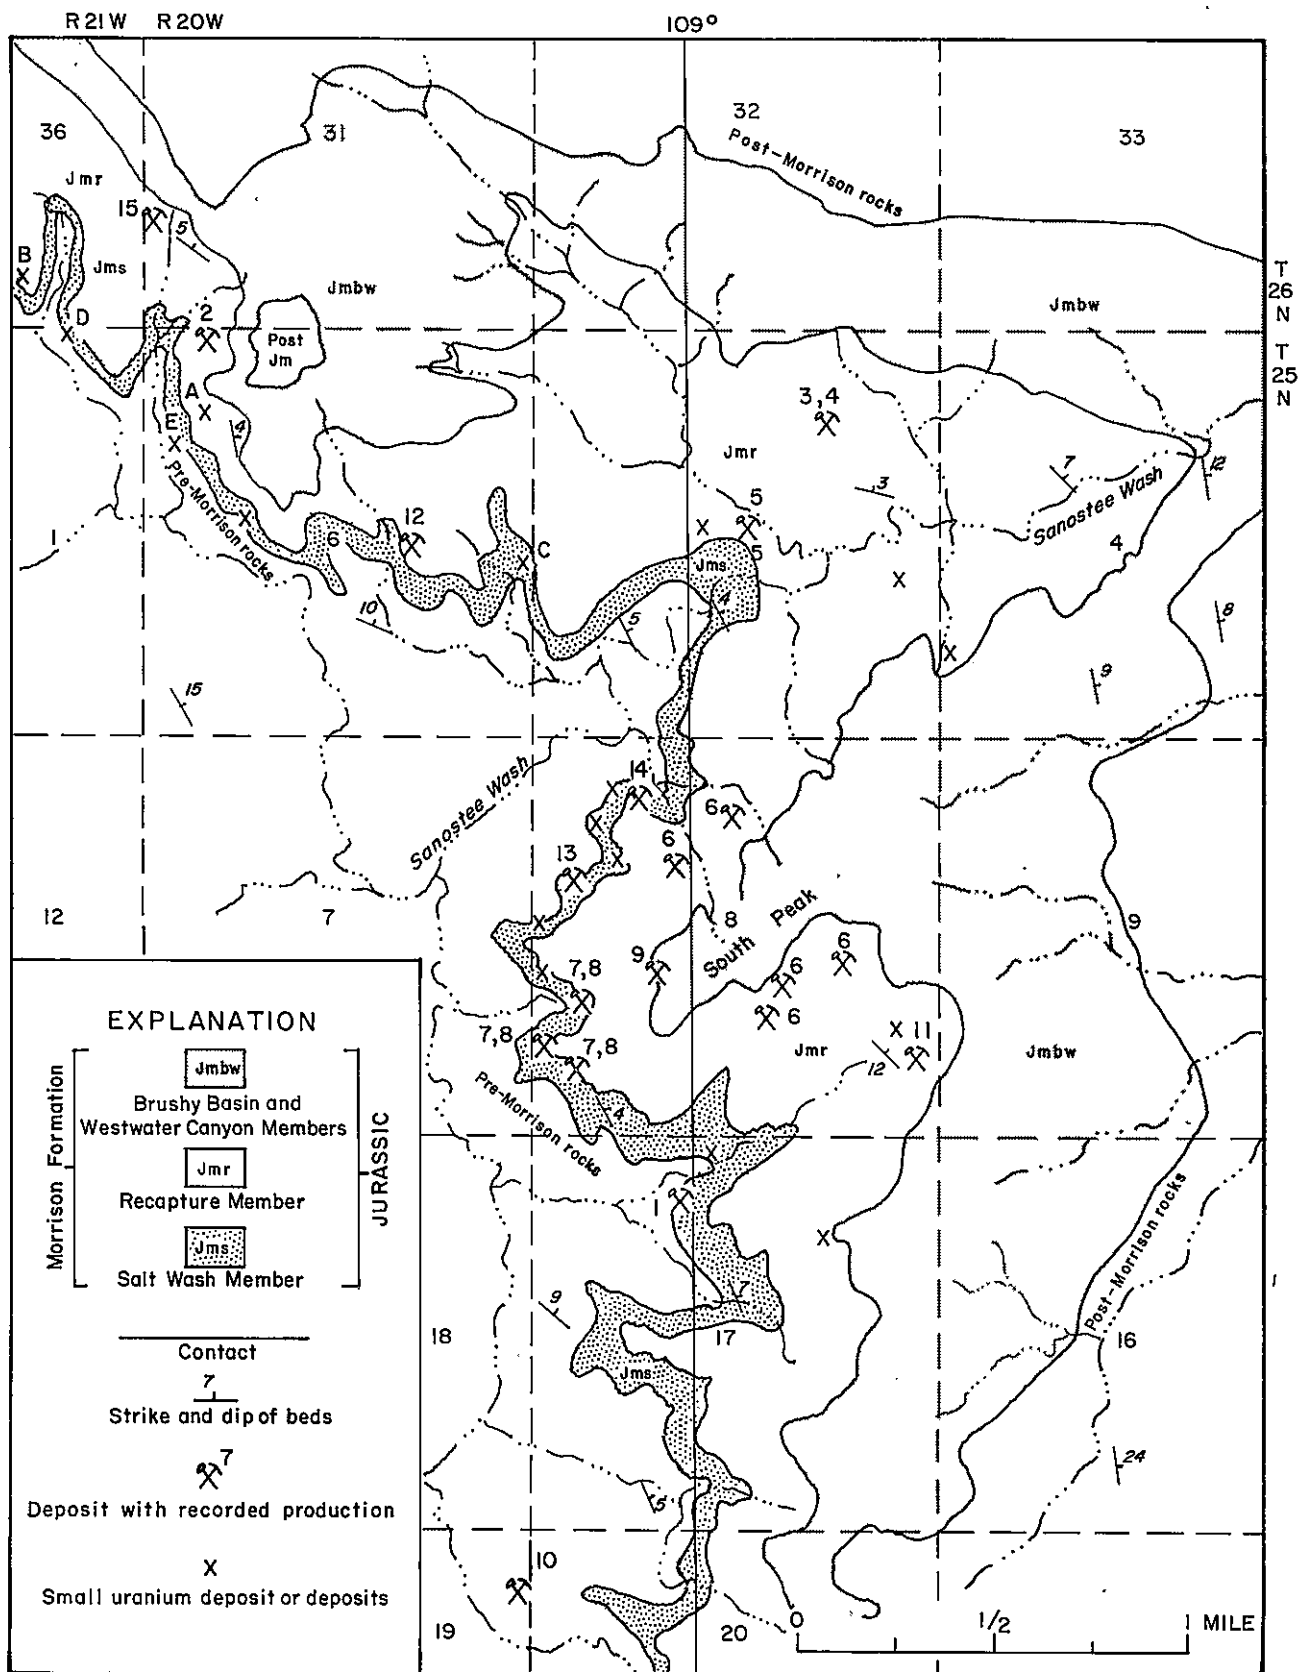 R 21 W R 20 W 109°
36 31 32 33
Post-Morrison rocks
Jmr
15
5
B
Jms
Jmbw
Jmbw
T
26
N
D
2
Post
Jm
T
25
N
A
3,4
E
4
Jmr
7
12
Pre-Morrison rocks
3
Sanostee Wash
1
6
12
C
5
5
Jms
4
10
5
4
8
15
9
Sanostee Wash
14
6
6
13
12
7
8
South Peak
9
9
6
6
6
7,8
7,8
7,8
Jmr
12
11
Jmbw
4
Pre-Morrison rocks
1
Post-Morrison rocks
9
7
18
17
16
Jms
5
24
10
19
20
0 1/2 1 MILE
EXPLANATION
Morrison Formation
JURASSIC
Jmbw
Brushy Basin and
Westwater Canyon Members
Jmr
Recapture Member
Jms
Salt Wash Member
Contact
7
Strike and dip of beds
7
Deposit with recorded production
X
Small uranium deposit or deposits